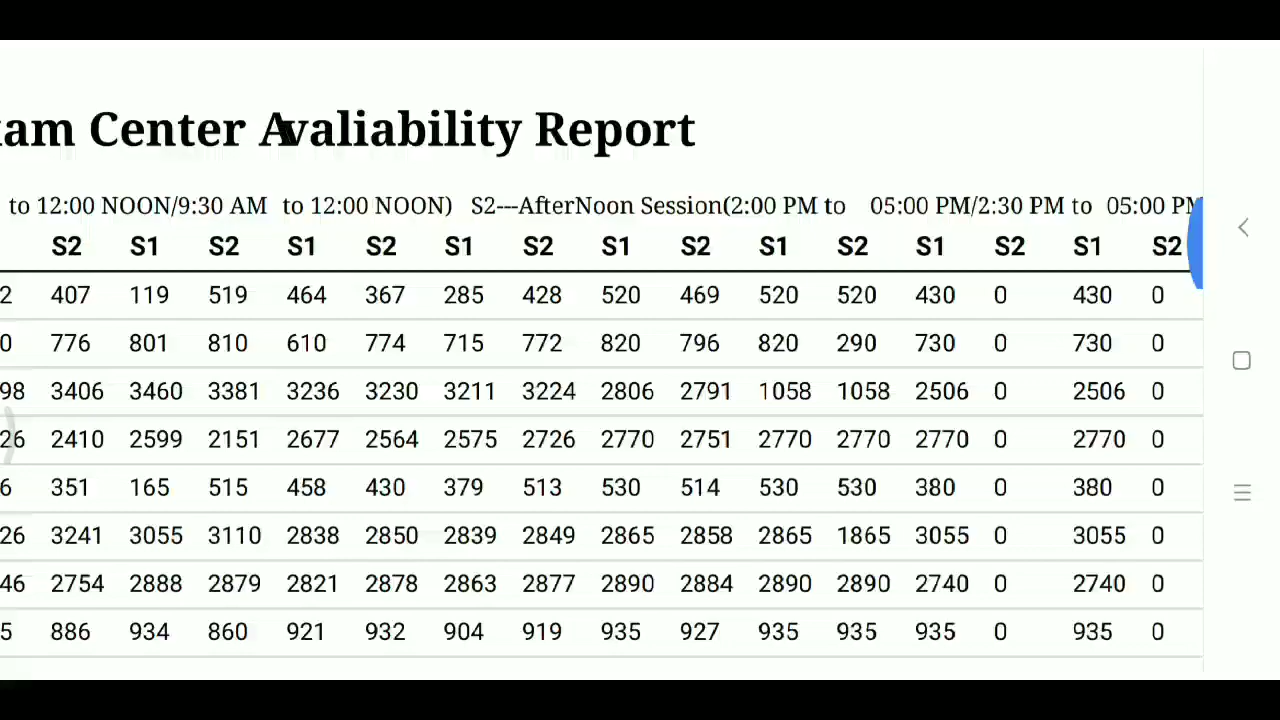 am Center Avaliability Report
to 12:00 NOON/9:30 AM to 12:00 NOON) S2---AfterNoon Session(2:00 PM to 05:00 PM/2:30 PM to 05:00 PM
S2 S1 S2 S1 S2 S1 S2 S1 S2 S1 S2 S1 S2 S1 S2
2 407 119 519 464 367 285 428 520 469 520 520 430 0 430 0
0 776 801 810 610 774 715 772 820 796 820 290 730 0 730 0
98 3406 3460 3381 3236 3230 3211 3224 2806 2791 1058 1058 2506 0 2506 0
26 2410 2599 2151 2677 2564 2575 2726 2770 2751 2770 2770 2770 0 2770 0
6 351 165 515 458 430 379 513 530 514 530 530 380 0 380 0
26 3241 3055 3110 2838 2850 2839 2849 2865 2858 2865 1865 3055 0 3055 0
46 2754 2888 2879 2821 2878 2863 2877 2890 2884 2890 2890 2740 0 2740 0
5 886 934 860 921 932 904 919 935 927 935 935 935 0 935 0